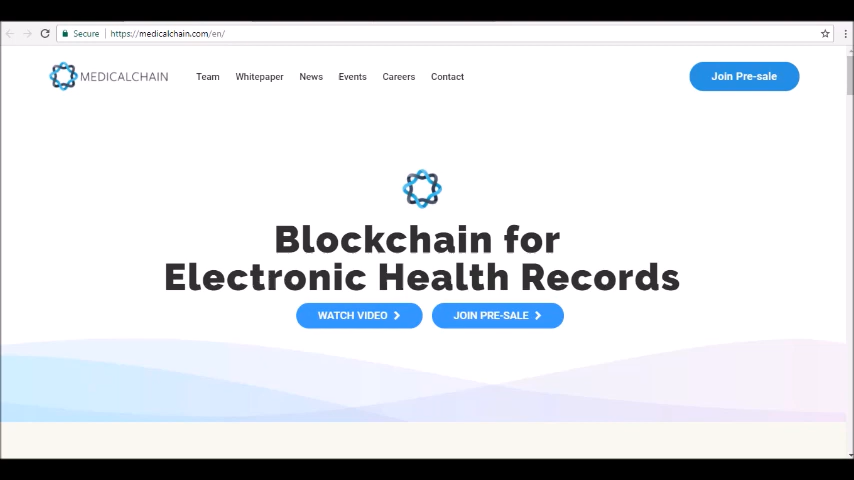 Secure https://medicalchain.com/en/
MEDICALCHAIN Team Whitepaper News Events Careers Contact Join Pre-sale
Blockchain for
Electronic Health Records
WATCH VIDEO JOIN PRE-SALE